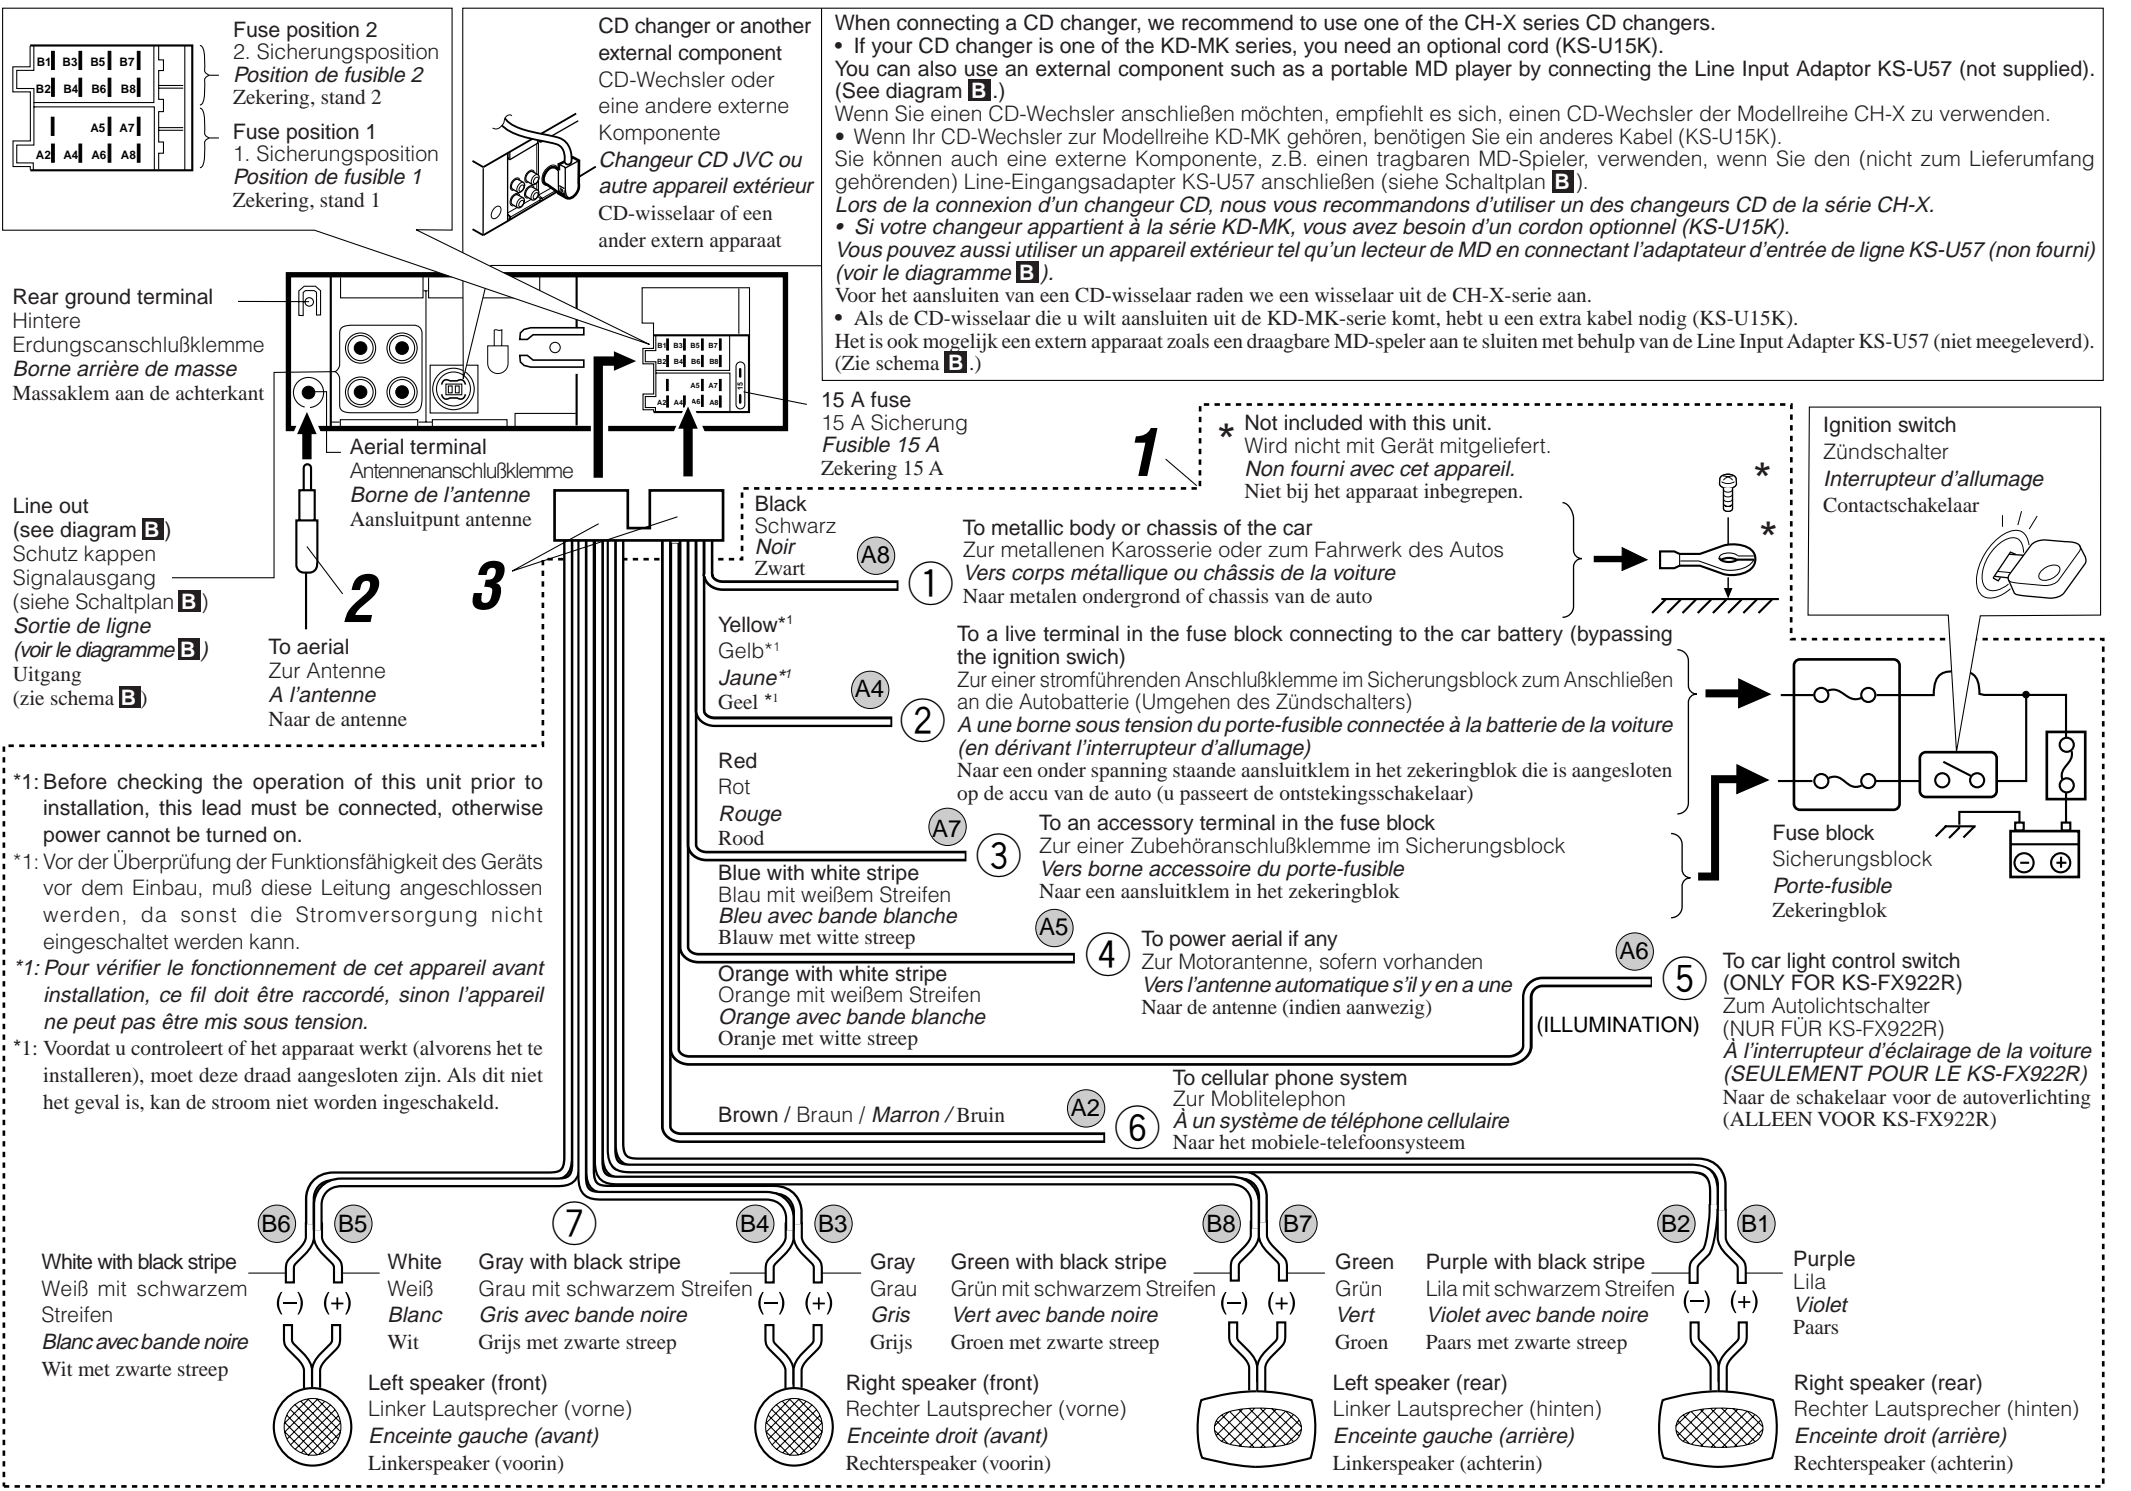 Fuse position 2
2. Sicherungsposition
Position de fusible 2
Zekering, stand 2
B1 B3 B5 B7
B2 B4 B6 B8
Fuse position 1
1. Sicherungsposition
Position de fusible 1
Zekering, stand 1
A5 A7
A2 A4 A6 A8
CD changer or another
external component
CD-Wechsler oder
eine andere externe
Komponente
Changeur CD JVC ou
autre appareil extérieur
CD-wisselaar of een
ander extern apparaat
When connecting a CD changer, we recommend to use one of the CH-X series CD changers.
• If your CD changer is one of the KD-MK series, you need an optional cord (KS-U15K).
You can also use an external component such as a portable MD player by connecting the Line Input Adaptor KS-U57 (not supplied).
(See diagram B .)
Wenn Sie einen CD-Wechsler anschließen möchten, empfiehlt es sich, einen CD-Wechsler der Modellreihe CH-X zu verwenden.
• Wenn Ihr CD-Wechsler zur Modellreihe KD-MK gehören, benötigen Sie ein anderes Kabel (KS-U15K).
Sie können auch eine externe Komponente, z.B. einen tragbaren MD-Spieler, verwenden, wenn Sie den (nicht zum Lieferumfang
gehörenden) Line-Eingangsadapter KS-U57 anschließen (siehe Schaltplan B ).
Lors de la connexion d'un changeur CD, nous vous recommandons d'utiliser un des changeurs CD de la série CH-X.
• Si votre changeur appartient à la série KD-MK, vous avez besoin d'un cordon optionnel (KS-U15K).
Vous pouvez aussi utiliser un appareil extérieur tel qu'un lecteur de MD en connectant l'adaptateur d'entrée de ligne KS-U57 (non fourni)
(voir le diagramme B ).
Voor het aansluiten van een CD-wisselaar raden we een wisselaar uit de CH-X-serie aan.
• Als de CD-wisselaar die u wilt aansluiten uit de KD-MK-serie komt, hebt u een extra kabel nodig (KS-U15K).
Het is ook mogelijk een extern apparaat zoals een draagbare MD-speler aan te sluiten met behulp van de Line Input Adapter KS-U57 (niet meegeleverd).
(Zie schema B .)
Rear ground terminal
Hintere
Erdungscanschlußklemme
Borne arrière de masse
Massaklem aan de achterkant
B1 B3 B5 B7
B2 B4 B6 B8
A5 A7
A2 A4 A6 A8
15
15 A fuse
15 A Sicherung
Fusible 15 A
Zekering 15 A
Aerial terminal
Antennenanschlußklemme
Borne de l'antenne
Aansluitpunt antenne
Line out
(see diagram B )
Schutz kappen
Signalausgang
(siehe Schaltplan B )
Sortie de ligne
(voir le diagramme B )
Uitgang
(zie schema B )
2
To aerial
Zur Antenne
A l'antenne
Naar de antenne
3
1
* Not included with this unit.
Wird nicht mit Gerät mitgeliefert.
Non fourni avec cet appareil.
Niet bij het apparaat inbegrepen.
*
*
Ignition switch
Zündschalter
Interrupteur d'allumage
Contactschakelaar
Black
Schwarz
Noir
Zwart
A8
1
To metallic body or chassis of the car
Zur metallenen Karosserie oder zum Fahrwerk des Autos
Vers corps métallique ou châssis de la voiture
Naar metalen ondergrond of chassis van de auto
Yellow*1
Gelb*1
Jaune*1
Geel *1
A4
2
To a live terminal in the fuse block connecting to the car battery (bypassing
the ignition swich)
Zur einer stromführenden Anschlußklemme im Sicherungsblock zum Anschließen
an die Autobatterie (Umgehen des Zündschalters)
A une borne sous tension du porte-fusible connectée à la batterie de la voiture
(en dérivant l'interrupteur d'allumage)
Naar een onder spanning staande aansluitklem in het zekeringblok die is aangesloten
op de accu van de auto (u passeert de ontstekingsschakelaar)
Red
Rot
Rouge
Rood
A7
3
To an accessory terminal in the fuse block
Zur einer Zubehöranschlußklemme im Sicherungsblock
Vers borne accessoire du porte-fusible
Naar een aansluitklem in het zekeringblok
Fuse block
Sicherungsblock
Porte-fusible
Zekeringblok
Blue with white stripe
Blau mit weißem Streifen
Bleu avec bande blanche
Blauw met witte streep
A5
4
To power aerial if any
Zur Motorantenne, sofern vorhanden
Vers l'antenne automatique s'il y en a une
Naar de antenne (indien aanwezig)
Orange with white stripe
Orange mit weißem Streifen
Orange avec bande blanche
Oranje met witte streep
A6
5
(ILLUMINATION)
To car light control switch
(ONLY FOR KS-FX922R)
Zum Autolichtschalter
(NUR FÜR KS-FX922R)
À l'interrupteur d'éclairage de la voiture
(SEULEMENT POUR LE KS-FX922R)
Naar de schakelaar voor de autoverlichting
(ALLEEN VOOR KS-FX922R)
Brown / Braun / Marron / Bruin
A2
6
To cellular phone system
Zur Moblitelephon
À un système de téléphone cellulaire
Naar het mobiele-telefoonsysteem
*1: Before checking the operation of this unit prior to
installation, this lead must be connected, otherwise
power cannot be turned on.
*1: Vor der Überprüfung der Funktionsfähigkeit des Geräts
vor dem Einbau, muß diese Leitung angeschlossen
werden, da sonst die Stromversorgung nicht
eingeschaltet werden kann.
*1: Pour vérifier le fonctionnement de cet appareil avant
installation, ce fil doit être raccordé, sinon l'appareil
ne peut pas être mis sous tension.
*1: Voordat u controleert of het apparaat werkt (alvorens het te
installeren), moet deze draad aangesloten zijn. Als dit niet
het geval is, kan de stroom niet worden ingeschakeld.
7
B6 B5
White with black stripe
Weiß mit schwarzem
Streifen
Blanc avec bande noire
Wit met zwarte streep
(–) (+)
White
Weiß
Blanc
Wit
Left speaker (front)
Linker Lautsprecher (vorne)
Enceinte gauche (avant)
Linkerspeaker (voorin)
B4 B3
Gray with black stripe
Grau mit schwarzem Streifen
Gris avec bande noire
Grijs met zwarte streep
(–) (+)
Gray
Grau
Gris
Grijs
Right speaker (front)
Rechter Lautsprecher (vorne)
Enceinte droit (avant)
Rechterspeaker (voorin)
B8 B7
Green with black stripe
Grün mit schwarzem Streifen
Vert avec bande noire
Groen met zwarte streep
(–) (+)
Green
Grün
Vert
Groen
Left speaker (rear)
Linker Lautsprecher (hinten)
Enceinte gauche (arrière)
Linkerspeaker (achterin)
B2 B1
Purple with black stripe
Lila mit schwarzem Streifen
Violet avec bande noire
Paars met zwarte streep
(–) (+)
Purple
Lila
Violet
Paars
Right speaker (rear)
Rechter Lautsprecher (hinten)
Enceinte droit (arrière)
Rechterspeaker (achterin)